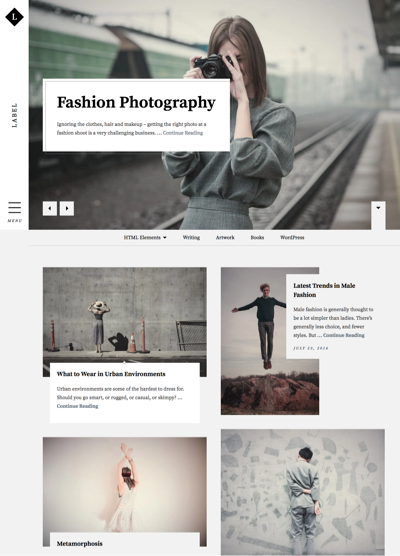 L
LABEL
MENU
Fashion Photography
Ignoring the clothes, hair and makeup – getting the right photo at a
fashion shoot is a very challenging business. ... Continue Reading
HTML Elements
Writing
Artwork
Books
WordPress
What to Wear in Urban Environments
Urban environments are some of the hardest to dress for.
Should you go smart, or rugged, or casual, or skimpy? ...
Continue Reading
Latest Trends in Male
Fashion
Male fashion is generally thought to
be a lot simpler than ladies. There's
generally less choice, and fewer
styles. But ... Continue Reading
JULY 22, 2016
Metamorphosis